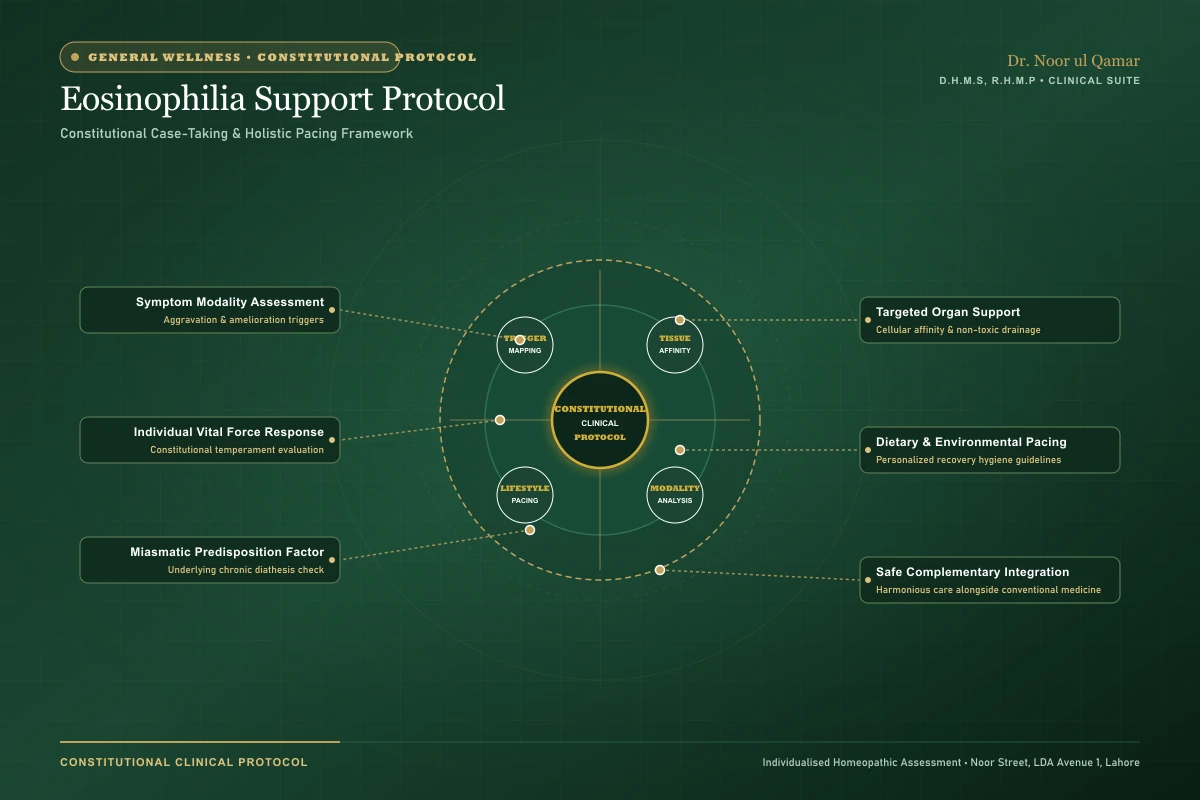 GENERAL WELLNESS • CONSTITUTIONAL PROTOCOL
Eosinophilia Support Protocol
Constitutional Case-Taking & Holistic Pacing Framework
Dr. Noor ul Qamar
D.H.M.S, R.H.M.P • CLINICAL SUITE
Symptom Modality Assessment
Aggravation & amelioration triggers
Individual Vital Force Response
Constitutional temperament evaluation
Miasmatic Predisposition Factor
Underlying chronic diathesis check
MAPPING
TISSUE
AFFINITY
CONSTITUTIONAL
CLINICAL
PROTOCOL
LIFESTYLE
PACING
MODALITY
ANALYSIS
Targeted Organ Support
Cellular affinity & non-toxic drainage
Dietary & Environmental Pacing
Personalized recovery hygiene guidelines
Safe Complementary Integration
Harmonious care alongside conventional medicine
CONSTITUTIONAL CLINICAL PROTOCOL
Individualised Homeopathic Assessment • Noor Street, LDA Avenue 1, Lahore